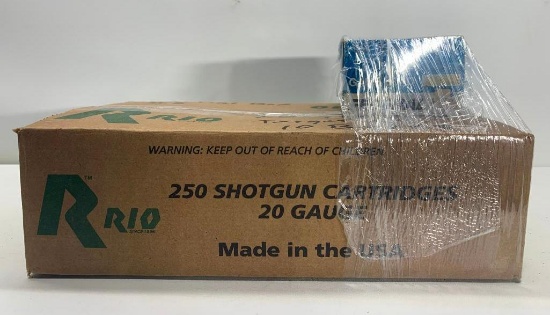 R RIO
WARNING: KEEP OUT OF REACH OF CHILDREN
250 SHOTGUN CARTRIDGES
20 GAUGE
R RIO
Made in the USA